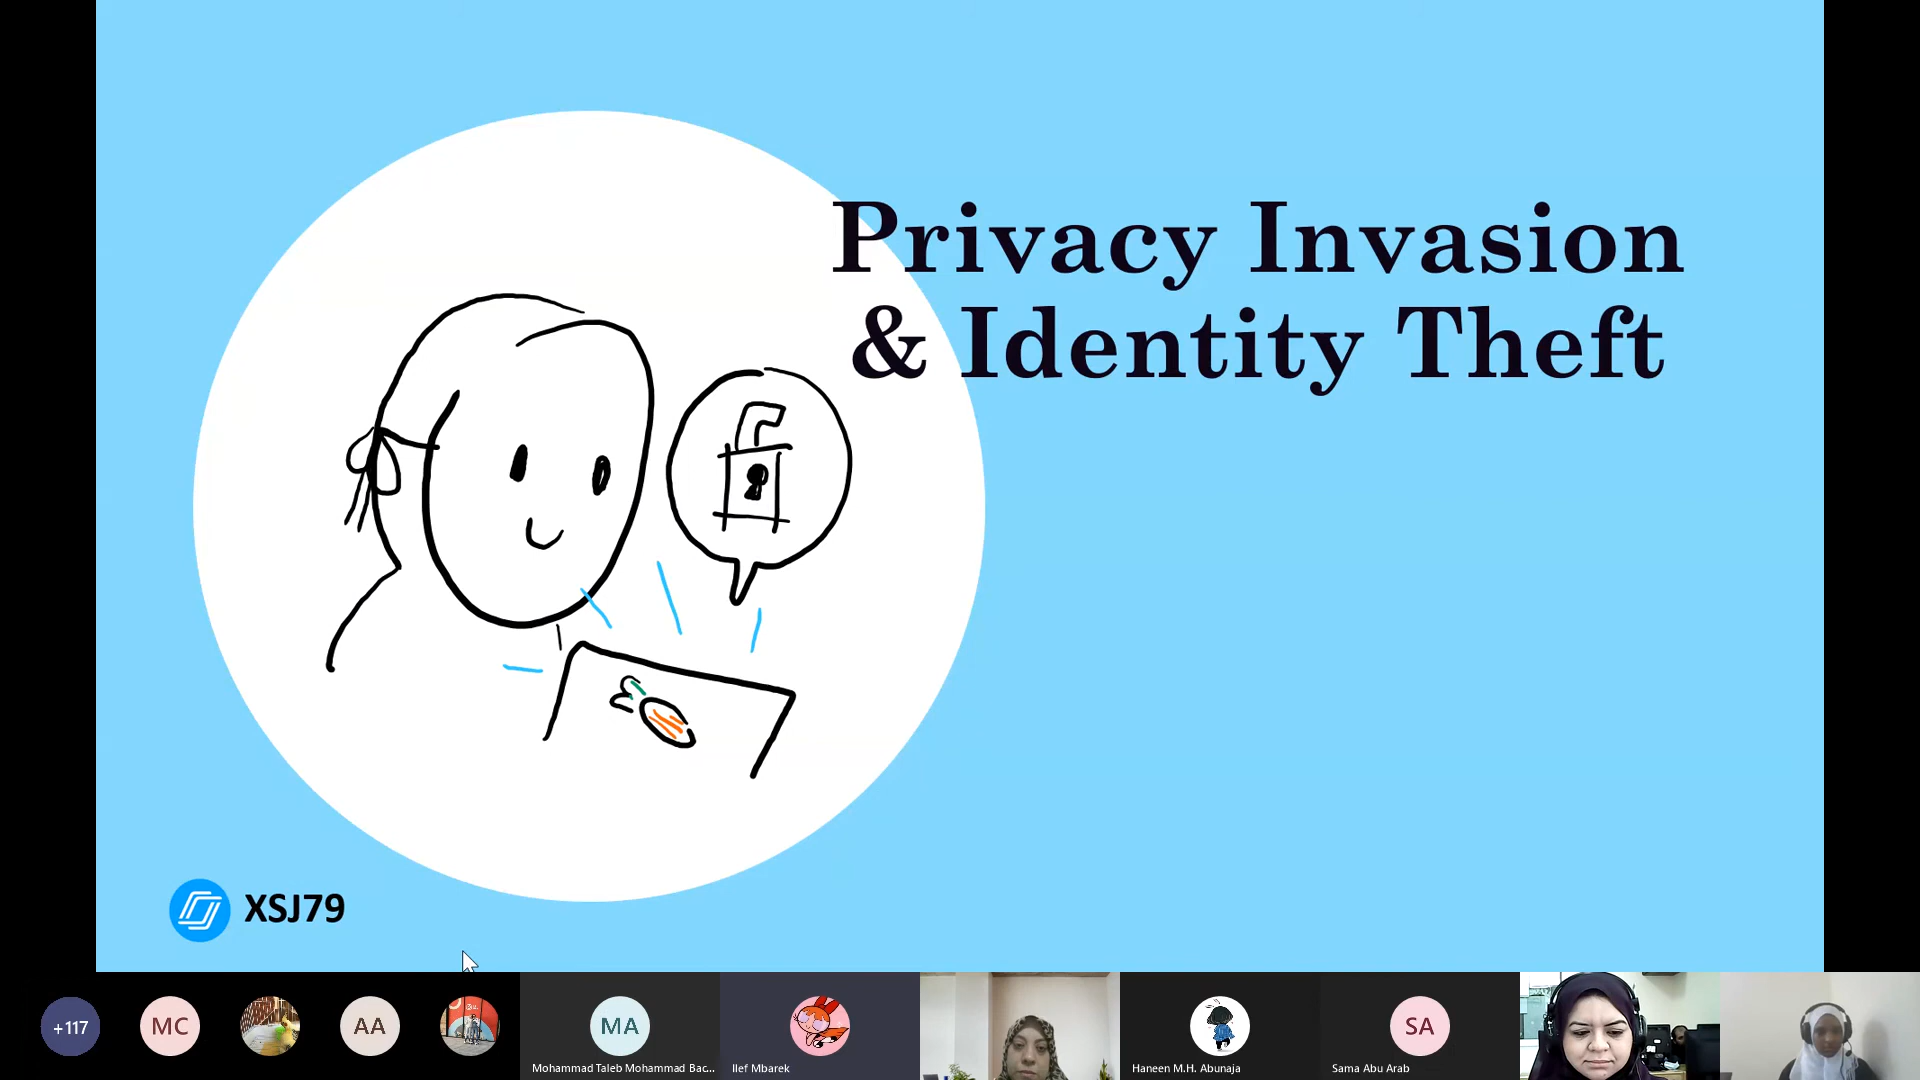 Privacy Invasion
& Identity Theft
XSJ79
+117
MC
AA
MA
SA
Mohammad Taleb Mohammad Bac...
Ilef Mbarek
Haneen M.H. Abunaja
Sama Abu Arab